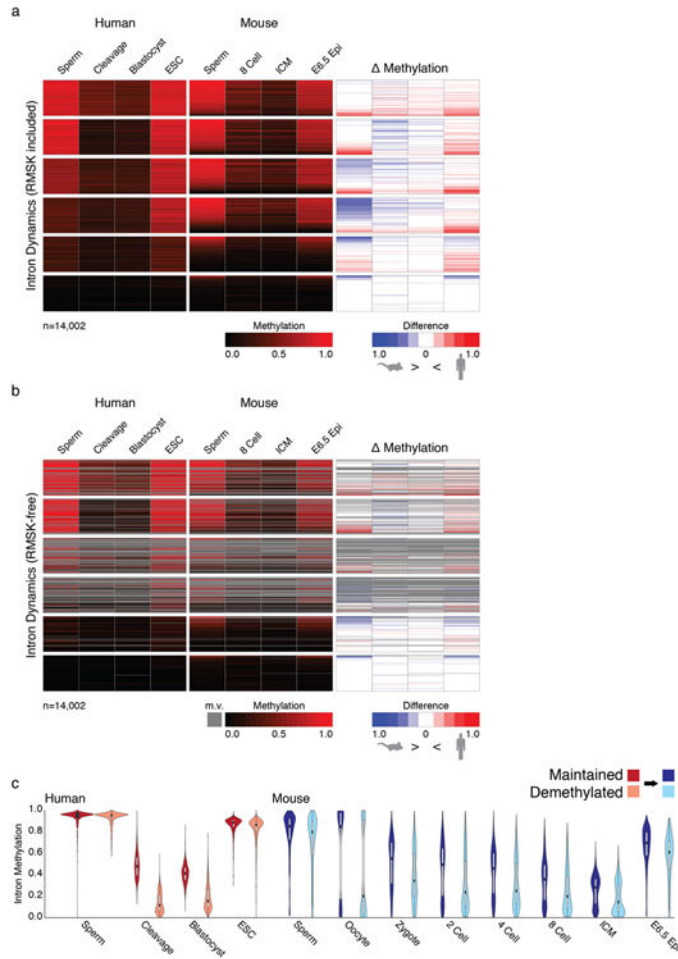 a
Human Mouse
Sperm Cleavage Blastocyst ESC Sperm 8 Cell ICM E6.5 Epi
Δ Methylation
Intron Dynamics (RMSK included)
n=14,002
Methylation
0.0 0.5 1.0
Difference
1.0 0 1.0
> <
b
Human Mouse
Sperm Cleavage Blastocyst ESC Sperm 8 Cell ICM E6.5 Epi
Δ Methylation
Intron Dynamics (RMSK-free)
n=14,002
m.v.
Methylation
0.0 0.5 1.0
Difference
1.0 0 1.0
> <
Maintained
Demethylated
c
Human Mouse
Intron Methylation
1.0
0.8
0.6
0.4
0.2
0.0
Sperm Cleavage Blastocyst ESC Sperm Oocyte Zygote 2 Cell 4 Cell 8 Cell ICM E6.5 Epi